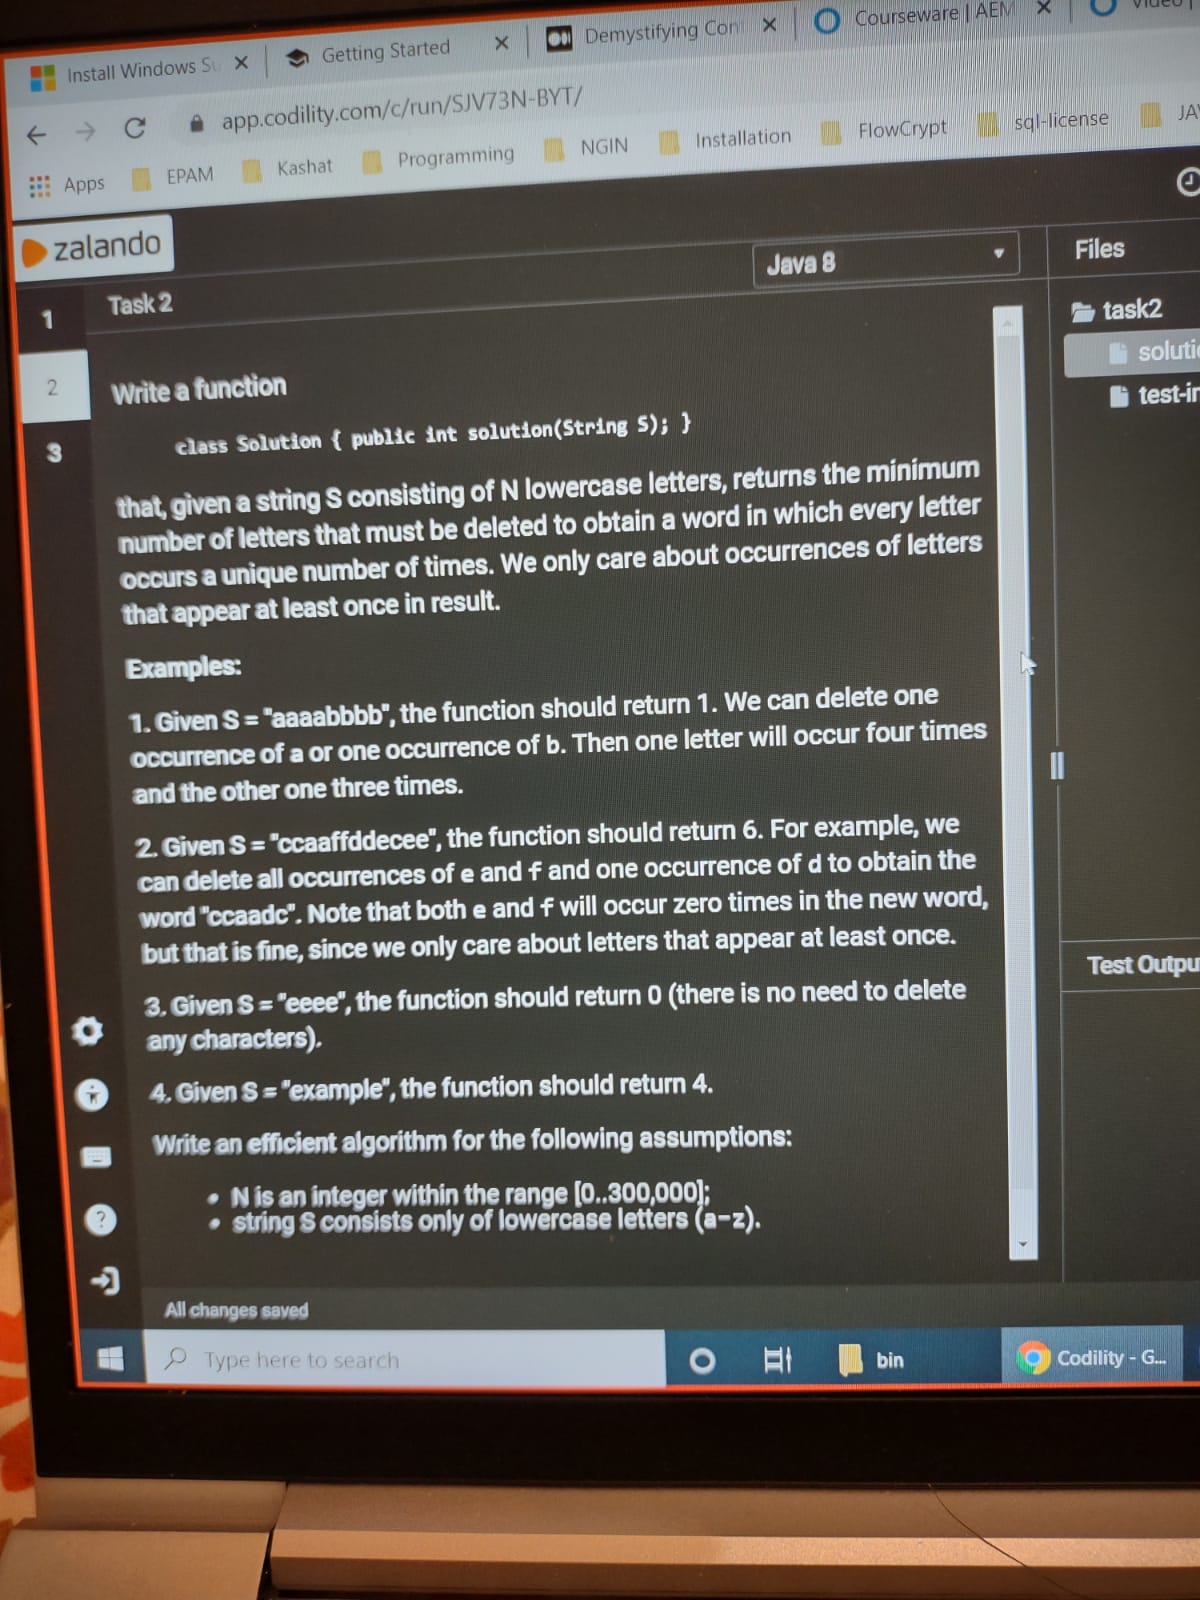 Install Windows Su
Getting Started
Demystifying Cont
Courseware | AEM
app.codility.com/c/run/SJV73N-BYT/
Apps
EPAM
Kashat
Programming
NGIN
Installation
FlowCrypt
sql-license
zalando
Java 8
Files
1
Task 2
task2
2
Write a function
3
class Solution { public int solution(String S); }
that, given a string S consisting of N lowercase letters, returns the minimum
number of letters that must be deleted to obtain a word in which every letter
occurs a unique number of times. We only care about occurrences of letters
that appear at least once in result.
Examples:
1. Given S = "aaaabbbb", the function should return 1. We can delete one
occurrence of a or one occurrence of b. Then one letter will occur four times
and the other one three times.
2. Given S = "ccaaffddecee", the function should return 6. For example, we
can delete all occurrences of e and f and one occurrence of d to obtain the
word "ccaadc". Note that both e and f will occur zero times in the new word,
but that is fine, since we only care about letters that appear at least once.
3. Given S = "eeee", the function should return 0 (there is no need to delete
any characters).
4. Given S = "example", the function should return 4.
Write an efficient algorithm for the following assumptions:
• N is an integer within the range [0..300,000];
• string S consists only of lowercase letters (a-z).
Test Outpu
All changes saved
Type here to search
bin
Codility - G...